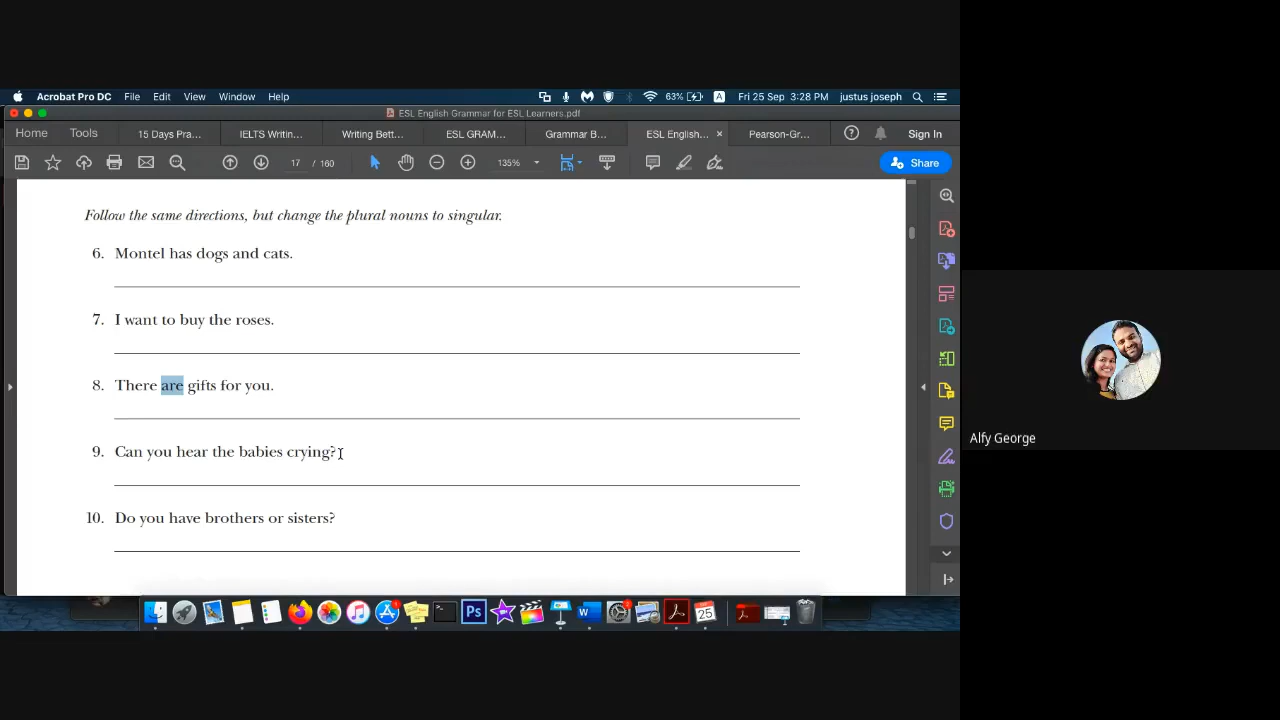 Acrobat Pro DC File Edit View Window Help 63% A Fri 25 Sep 3:28 PM justus joseph
ESL English Grammar for ESL Learners.pdf
Home Tools 15 Days Pra... IELTS Writin... Writing Bett... ESL GRAM... Grammar B... ESL English... × Pearson-Gr... ? Sign In
17 / 160 135% Share
Follow the same directions, but change the plural nouns to singular.
6. Montel has dogs and cats.
7. I want to buy the roses.
8. There are gifts for you.
9. Can you hear the babies crying?
10. Do you have brothers or sisters?
Alfy George
Ps W 25